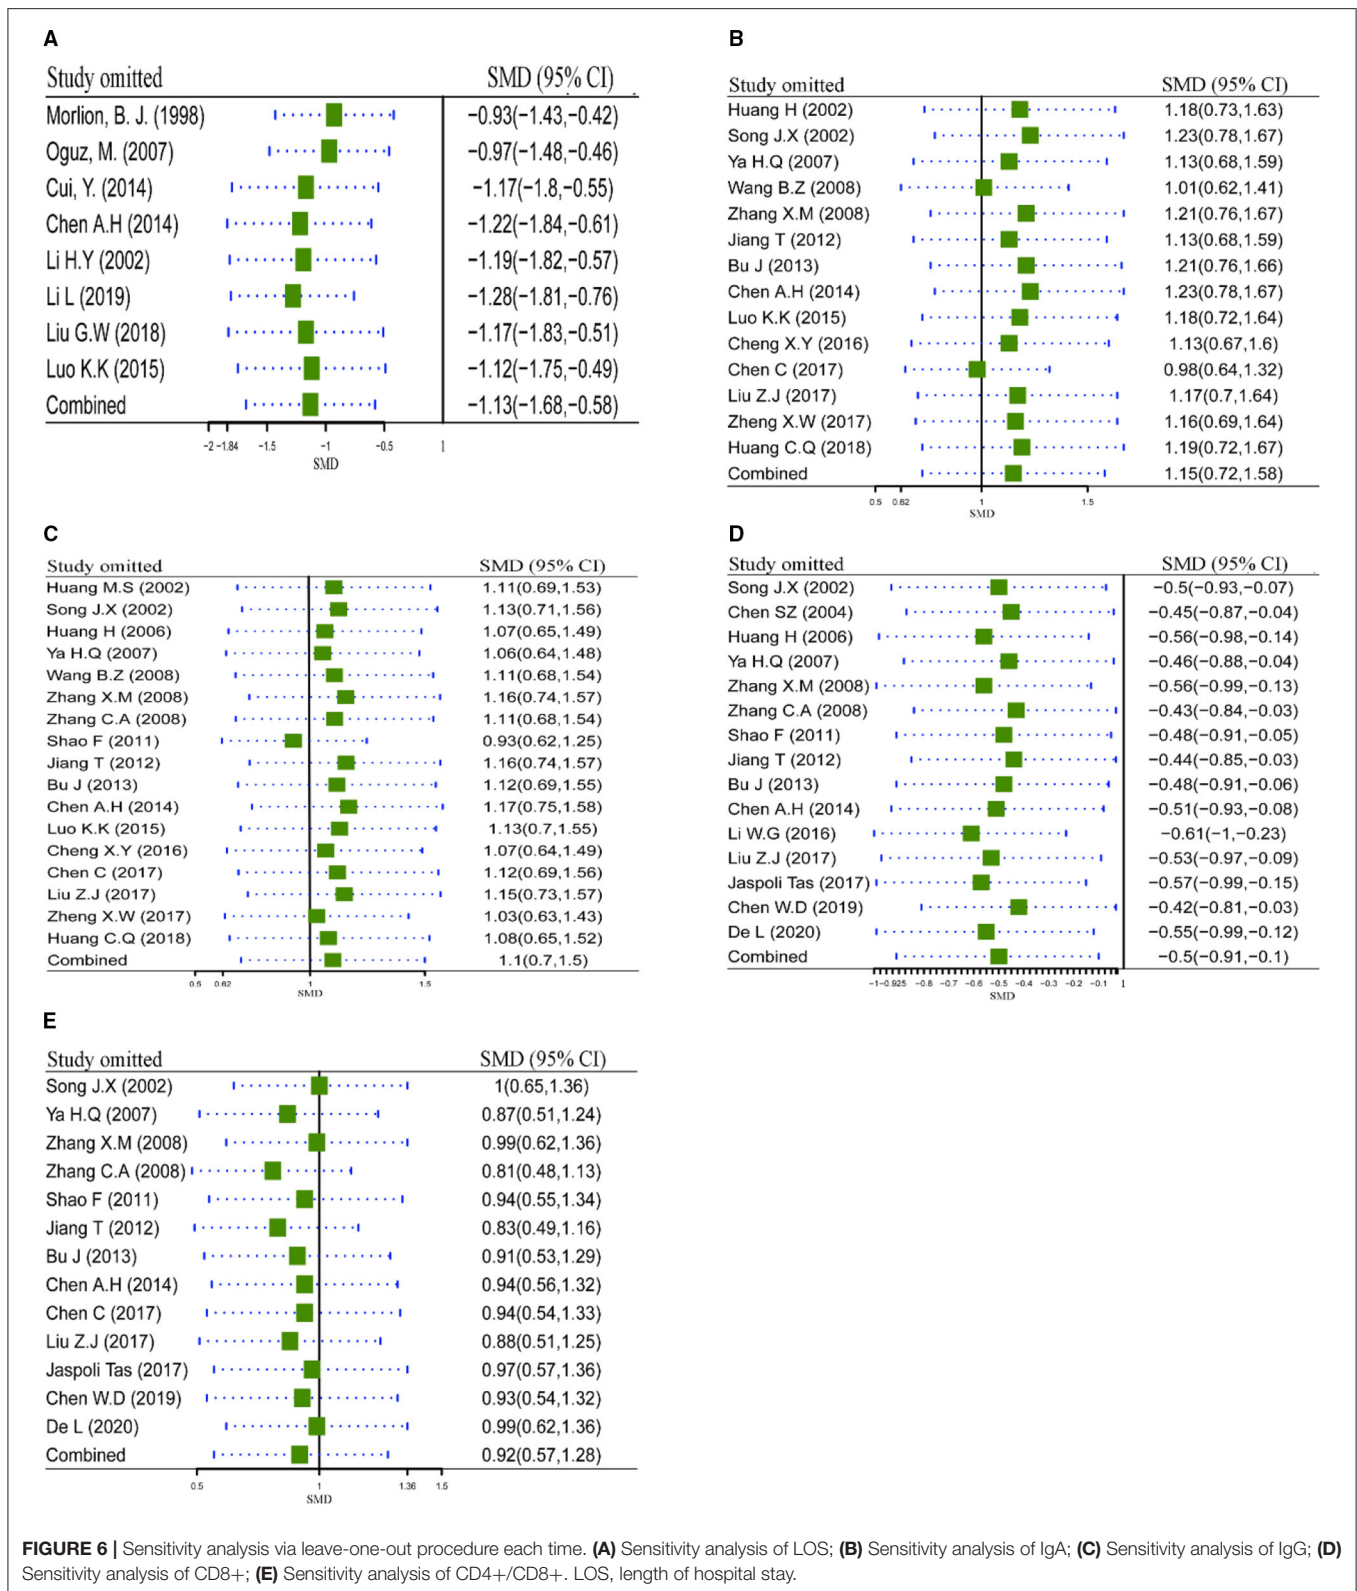 A
Study omitted SMD (95% CI)
Morlion, B. J. (1998) −0.93(−1.43,−0.42)
Oguz, M. (2007) −0.97(−1.48,−0.46)
Cui, Y. (2014) −1.17(−1.8,−0.55)
Chen A.H (2014) −1.22(−1.84,−0.61)
Li H.Y (2002) −1.19(−1.82,−0.57)
Li L (2019) −1.28(−1.81,−0.76)
Liu G.W (2018) −1.17(−1.83,−0.51)
Luo K.K (2015) −1.12(−1.75,−0.49)
Combined −1.13(−1.68,−0.58)
−2 −1.84 −1.5 −1 −0.5 1
SMD
B
Study omitted SMD (95% CI)
Huang H (2002) 1.18(0.73,1.63)
Song J.X (2002) 1.23(0.78,1.67)
Ya H.Q (2007) 1.13(0.68,1.59)
Wang B.Z (2008) 1.01(0.62,1.41)
Zhang X.M (2008) 1.21(0.76,1.67)
Jiang T (2012) 1.13(0.68,1.59)
Bu J (2013) 1.21(0.76,1.66)
Chen A.H (2014) 1.23(0.78,1.67)
Luo K.K (2015) 1.18(0.72,1.64)
Cheng X.Y (2016) 1.13(0.67,1.6)
Chen C (2017) 0.98(0.64,1.32)
Liu Z.J (2017) 1.17(0.7,1.64)
Zheng X.W (2017) 1.16(0.69,1.64)
Huang C.Q (2018) 1.19(0.72,1.67)
Combined 1.15(0.72,1.58)
0.5 0.62 1 1.5
SMD
C
Study omitted SMD (95% CI)
Huang M.S (2002) 1.11(0.69,1.53)
Song J.X (2002) 1.13(0.71,1.56)
Huang H (2006) 1.07(0.65,1.49)
Ya H.Q (2007) 1.06(0.64,1.48)
Wang B.Z (2008) 1.11(0.68,1.54)
Zhang X.M (2008) 1.16(0.74,1.57)
Zhang C.A (2008) 1.11(0.68,1.54)
Shao F (2011) 0.93(0.62,1.25)
Jiang T (2012) 1.16(0.74,1.57)
Bu J (2013) 1.12(0.69,1.55)
Chen A.H (2014) 1.17(0.75,1.58)
Luo K.K (2015) 1.13(0.7,1.55)
Cheng X.Y (2016) 1.07(0.64,1.49)
Chen C (2017) 1.12(0.69,1.56)
Liu Z.J (2017) 1.15(0.73,1.57)
Zheng X.W (2017) 1.03(0.63,1.43)
Huang C.Q (2018) 1.08(0.65,1.52)
Combined 1.1(0.7,1.5)
0.5 0.62 1 1.5
SMD
D
Study omitted SMD (95% CI)
Song J.X (2002) −0.5(−0.93,−0.07)
Chen SZ (2004) −0.45(−0.87,−0.04)
Huang H (2006) −0.56(−0.98,−0.14)
Ya H.Q (2007) −0.46(−0.88,−0.04)
Zhang X.M (2008) −0.56(−0.99,−0.13)
Zhang C.A (2008) −0.43(−0.84,−0.03)
Shao F (2011) −0.48(−0.91,−0.05)
Jiang T (2012) −0.44(−0.85,−0.03)
Bu J (2013) −0.48(−0.91,−0.06)
Chen A.H (2014) −0.51(−0.93,−0.08)
Li W.G (2016) −0.61(−1,−0.23)
Liu Z.J (2017) −0.53(−0.97,−0.09)
Jaspoli Tas (2017) −0.57(−0.99,−0.15)
Chen W.D (2019) −0.42(−0.81,−0.03)
De L (2020) −0.55(−0.99,−0.12)
Combined −0.5(−0.91,−0.1)
−1 −0.925 −0.8 −0.7 −0.6 −0.5 −0.4 −0.3 −0.2 −0.1 1
SMD
E
Study omitted SMD (95% CI)
Song J.X (2002) 1(0.65,1.36)
Ya H.Q (2007) 0.87(0.51,1.24)
Zhang X.M (2008) 0.99(0.62,1.36)
Zhang C.A (2008) 0.81(0.48,1.13)
Shao F (2011) 0.94(0.55,1.34)
Jiang T (2012) 0.83(0.49,1.16)
Bu J (2013) 0.91(0.53,1.29)
Chen A.H (2014) 0.94(0.56,1.32)
Chen C (2017) 0.94(0.54,1.33)
Liu Z.J (2017) 0.88(0.51,1.25)
Jaspoli Tas (2017) 0.97(0.57,1.36)
Chen W.D (2019) 0.93(0.54,1.32)
De L (2020) 0.99(0.62,1.36)
Combined 0.92(0.57,1.28)
0.5 1 1.36 1.5
SMD
FIGURE 6 | Sensitivity analysis via leave-one-out procedure each time. (A) Sensitivity analysis of LOS; (B) Sensitivity analysis of IgA; (C) Sensitivity analysis of IgG; (D)
Sensitivity analysis of CD8+; (E) Sensitivity analysis of CD4+/CD8+. LOS, length of hospital stay.